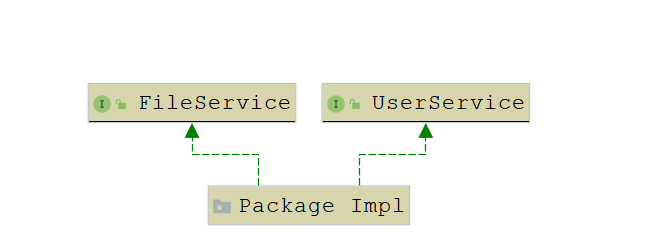 I FileService
I UserService
Package Impl